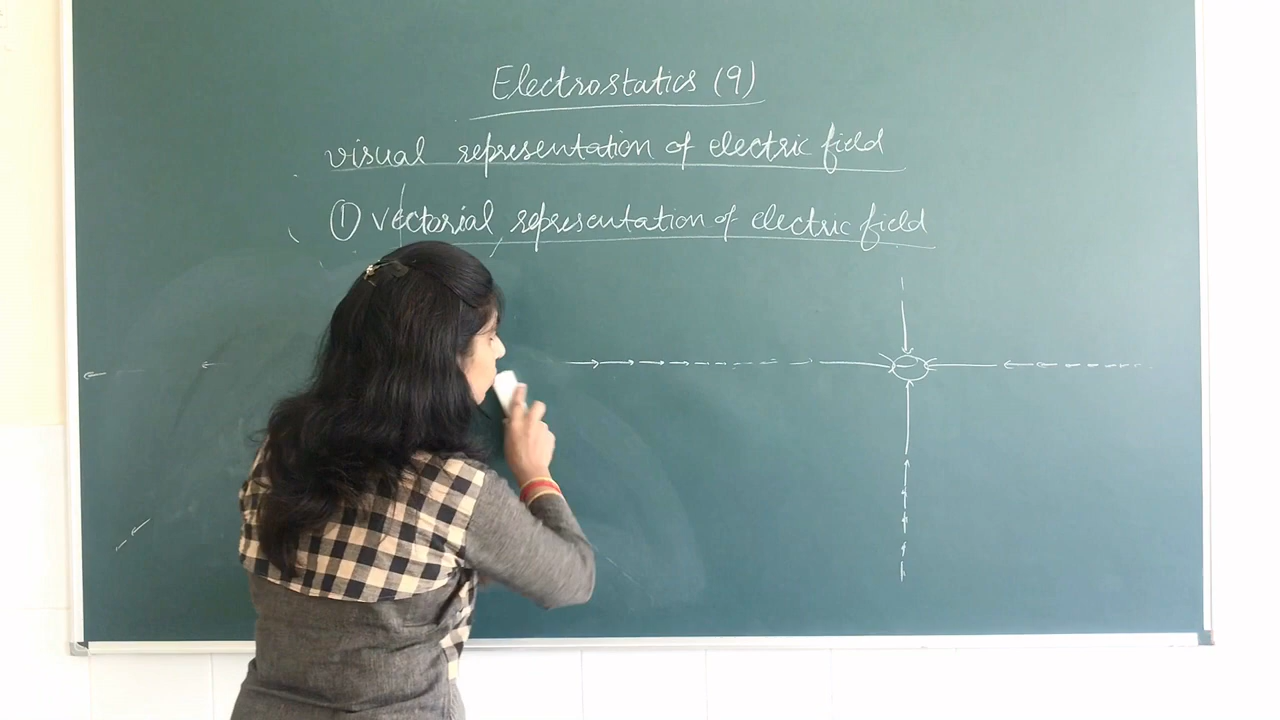 Electrostatics (9)
visual representation of electric field
① Vectorial representation of electric field
−